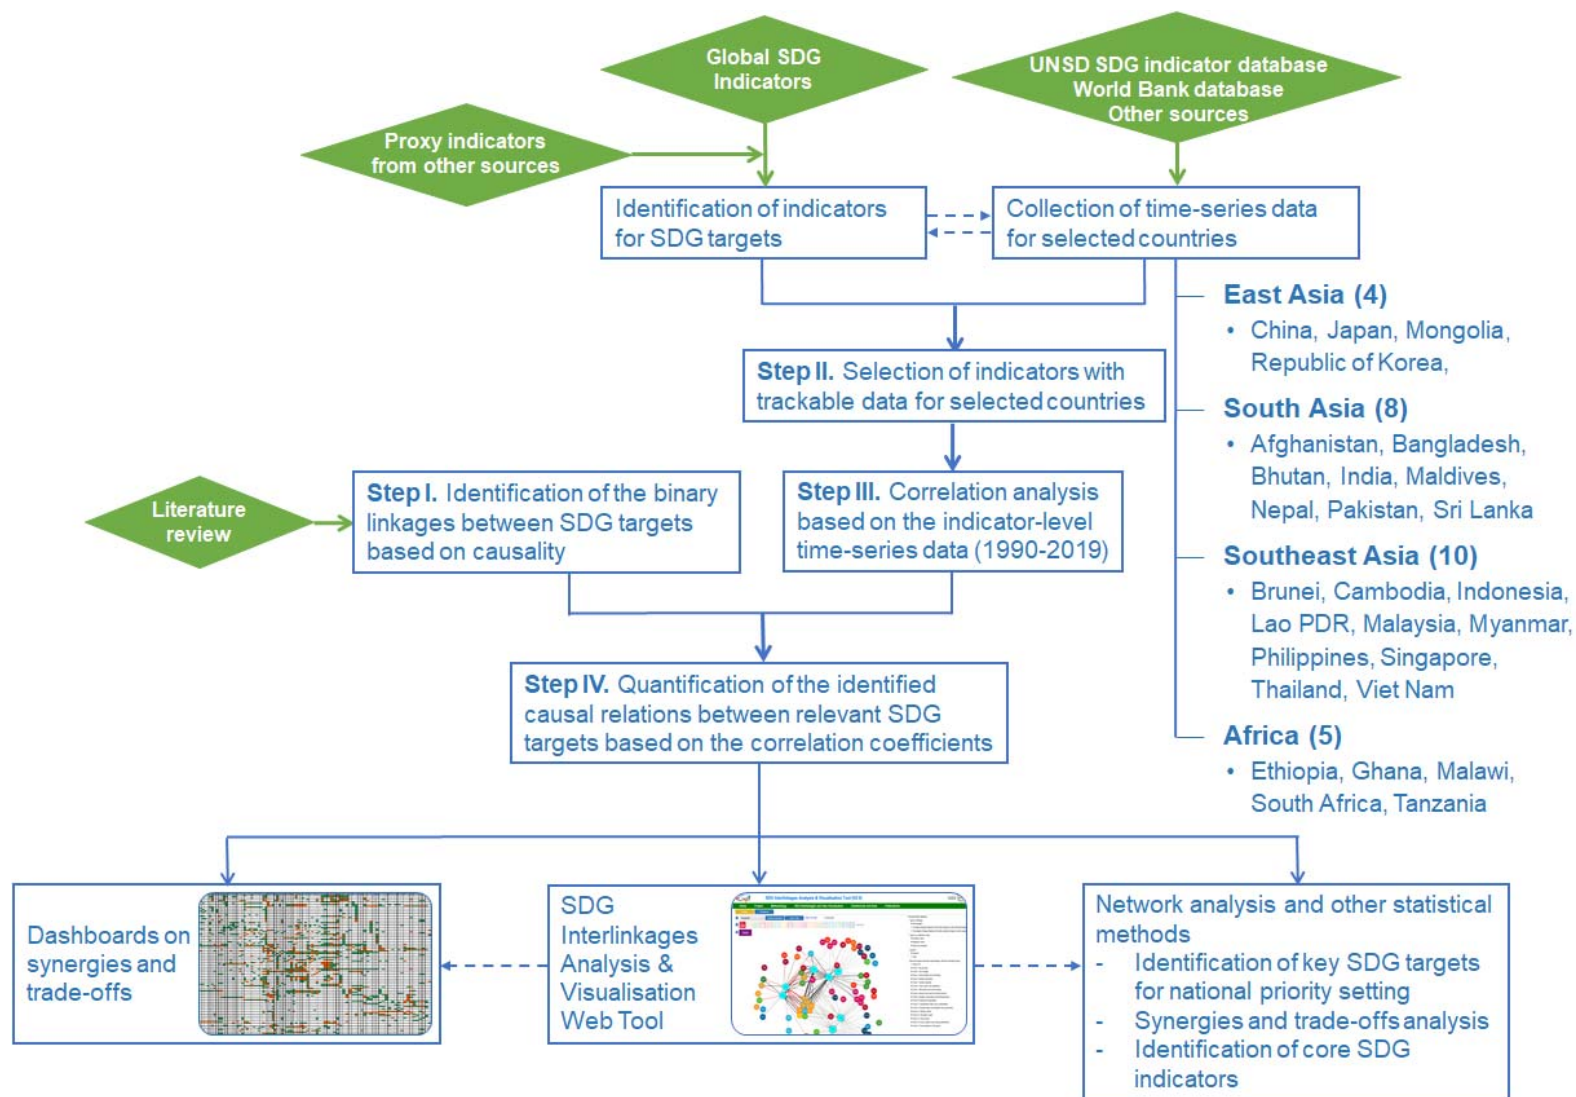 Global SDG
Indicators
UNSD SDG indicator database
World Bank database
Other sources
Proxy indicators
from other sources
Identification of indicators
for SDG targets
Collection of time-series data
for selected countries
East Asia (4)
• China, Japan, Mongolia,
Republic of Korea,
Step II. Selection of indicators with
trackable data for selected countries
South Asia (8)
• Afghanistan, Bangladesh,
Bhutan, India, Maldives,
Nepal, Pakistan, Sri Lanka
Literature
review
Step I. Identification of the binary
linkages between SDG targets
based on causality
Step III. Correlation analysis
based on the indicator-level
time-series data (1990-2019)
Southeast Asia (10)
• Brunei, Cambodia, Indonesia,
Lao PDR, Malaysia, Myanmar,
Philippines, Singapore,
Thailand, Viet Nam
Step IV. Quantification of the identified
causal relations between relevant SDG
targets based on the correlation coefficients
Africa (5)
• Ethiopia, Ghana, Malawi,
South Africa, Tanzania
Dashboards on
synergies and
trade-offs
SDG
Interlinkages
Analysis &
Visualisation
Web Tool
Network analysis and other statistical
methods
- Identification of key SDG targets
for national priority setting
- Synergies and trade-offs analysis
- Identification of core SDG
indicators